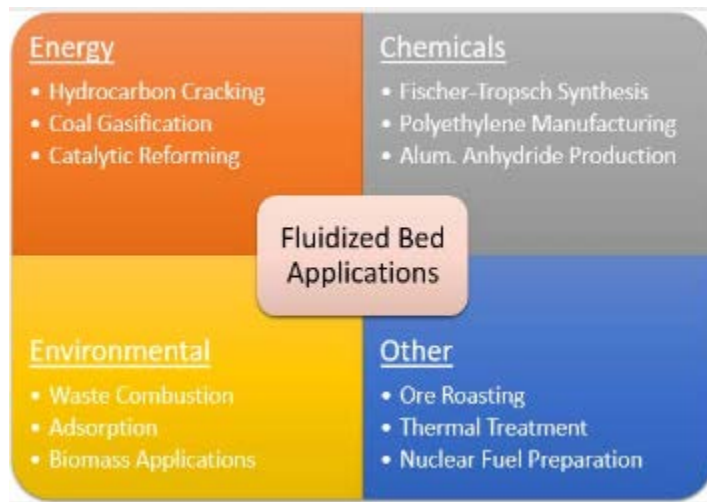 Energy
• Hydrocarbon Cracking
• Coal Gasification
• Catalytic Reforming
Chemicals
• Fischer-Tropsch Synthesis
• Polyethylene Manufacturing
• Alum. Anhydride Production
Fluidized Bed
Applications
Environmental
• Waste Combustion
• Adsorption
• Biomass Applications
Other
• Ore Roasting
• Thermal Treatment
• Nuclear Fuel Preparation